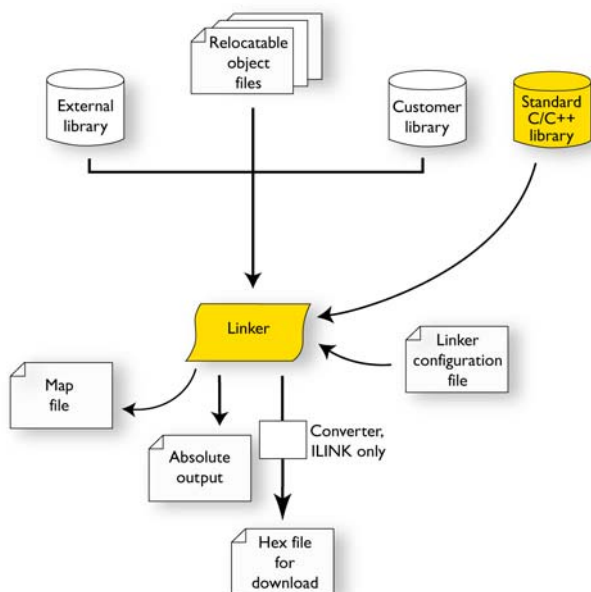 Relocatable
object
files
External
library
Customer
library
Standard
C/C++
library
Linker
Linker
configuration
file
Map
file
Converter,
ILINK only
Absolute
output
Hex file
for
download